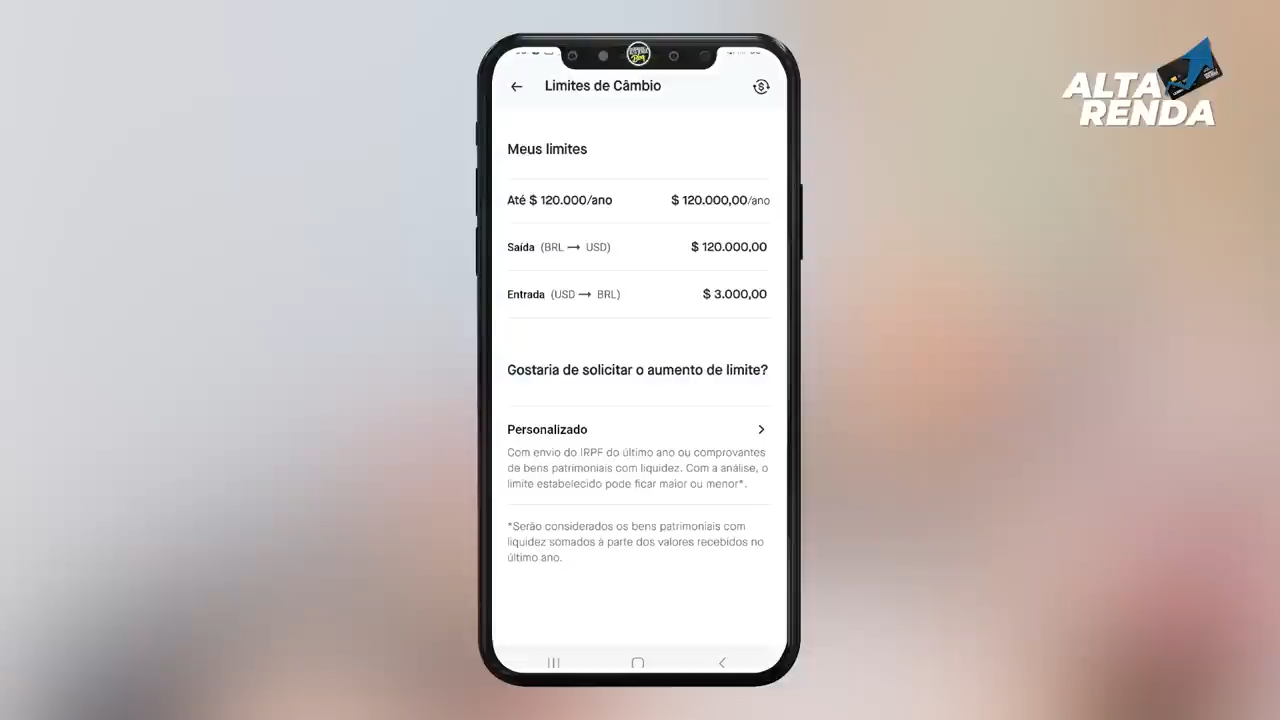 ALTA
RENDA
Limites de Câmbio
Meus limites
Até $ 120.000/ano $ 120.000,00/ano
Saída (BRL → USD) $ 120.000,00
Entrada (USD → BRL) $ 3.000,00
Gostaria de solicitar o aumento de limite?
Personalizado
Com envio do IRPF do último ano ou comprovantes
de bens patrimoniais com liquidez. Com a análise, o
limite estabelecido pode ficar maior ou menor*.
*Serão considerados os bens patrimoniais com
liquidez somados à parte dos valores recebidos no
último ano.